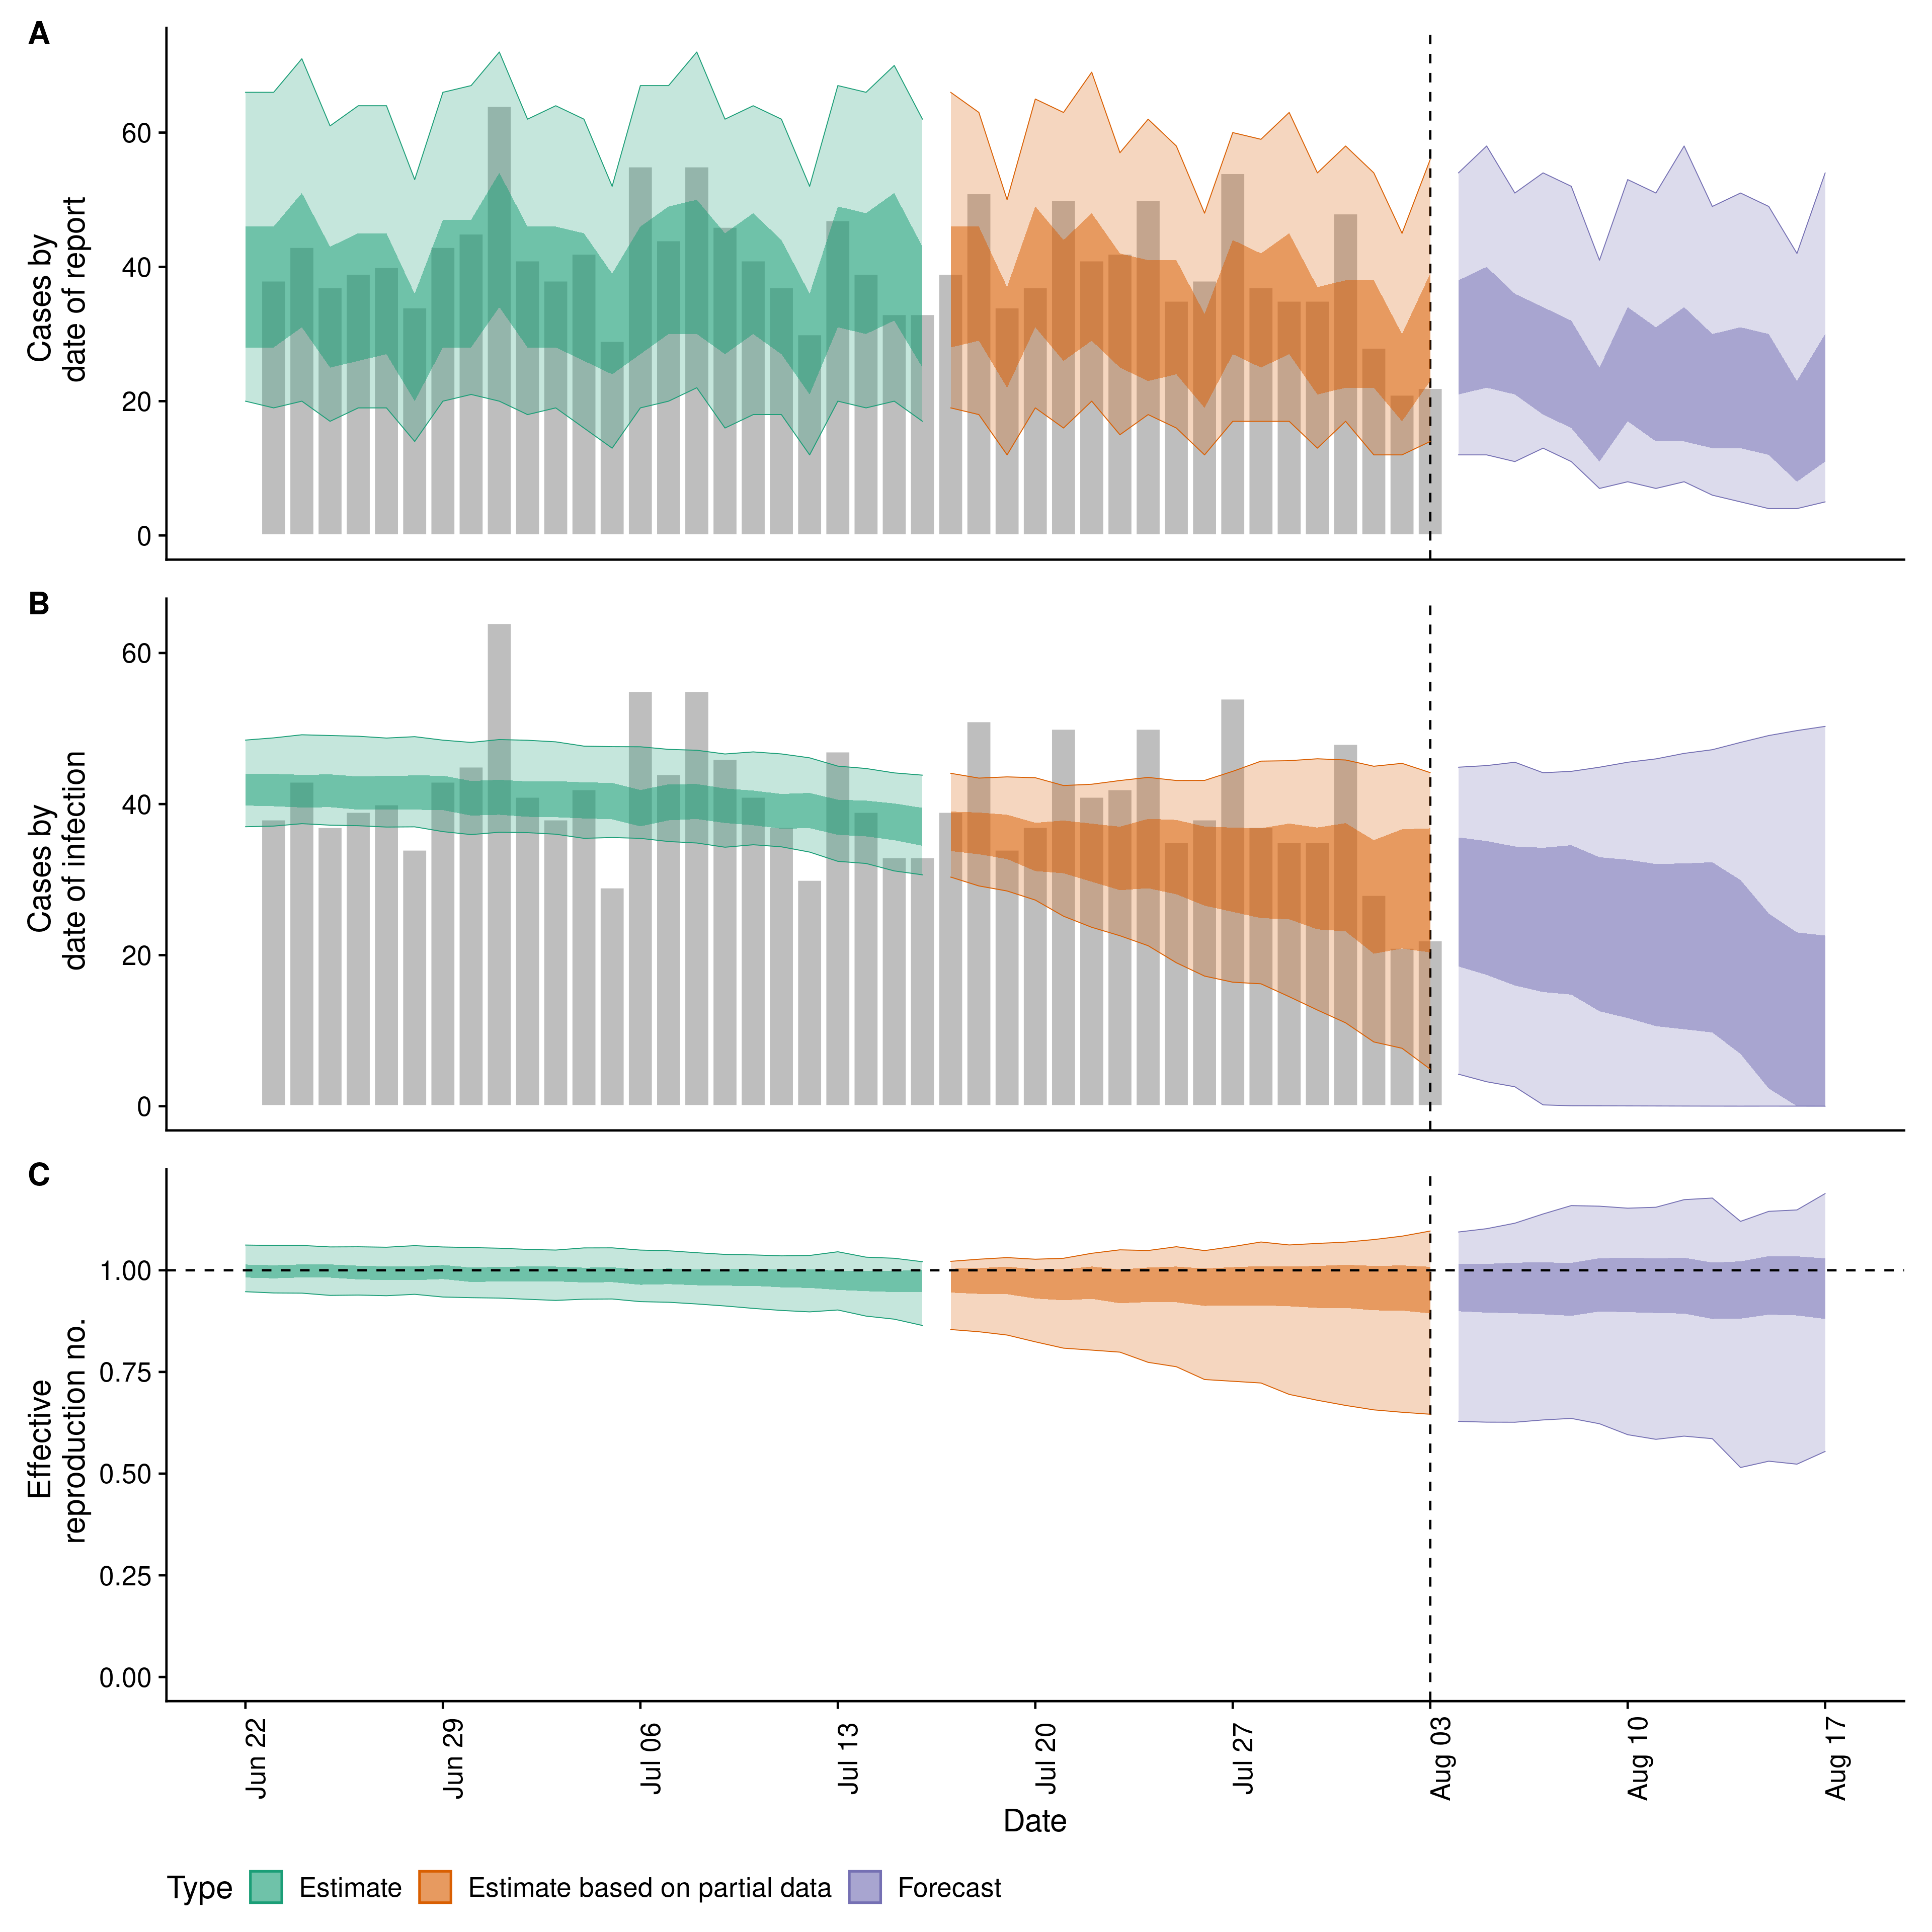 A
Cases by
date of report
60
40
20
0
B
Cases by
date of infection
60
40
20
0
C
Effective
reproduction no.
1.00
0.75
0.50
0.25
0.00
Jun 22
Jun 29
Jul 06
Jul 13
Jul 20
Jul 27
Aug 03
Aug 10
Aug 17
Date
Type Estimate Estimate based on partial data Forecast